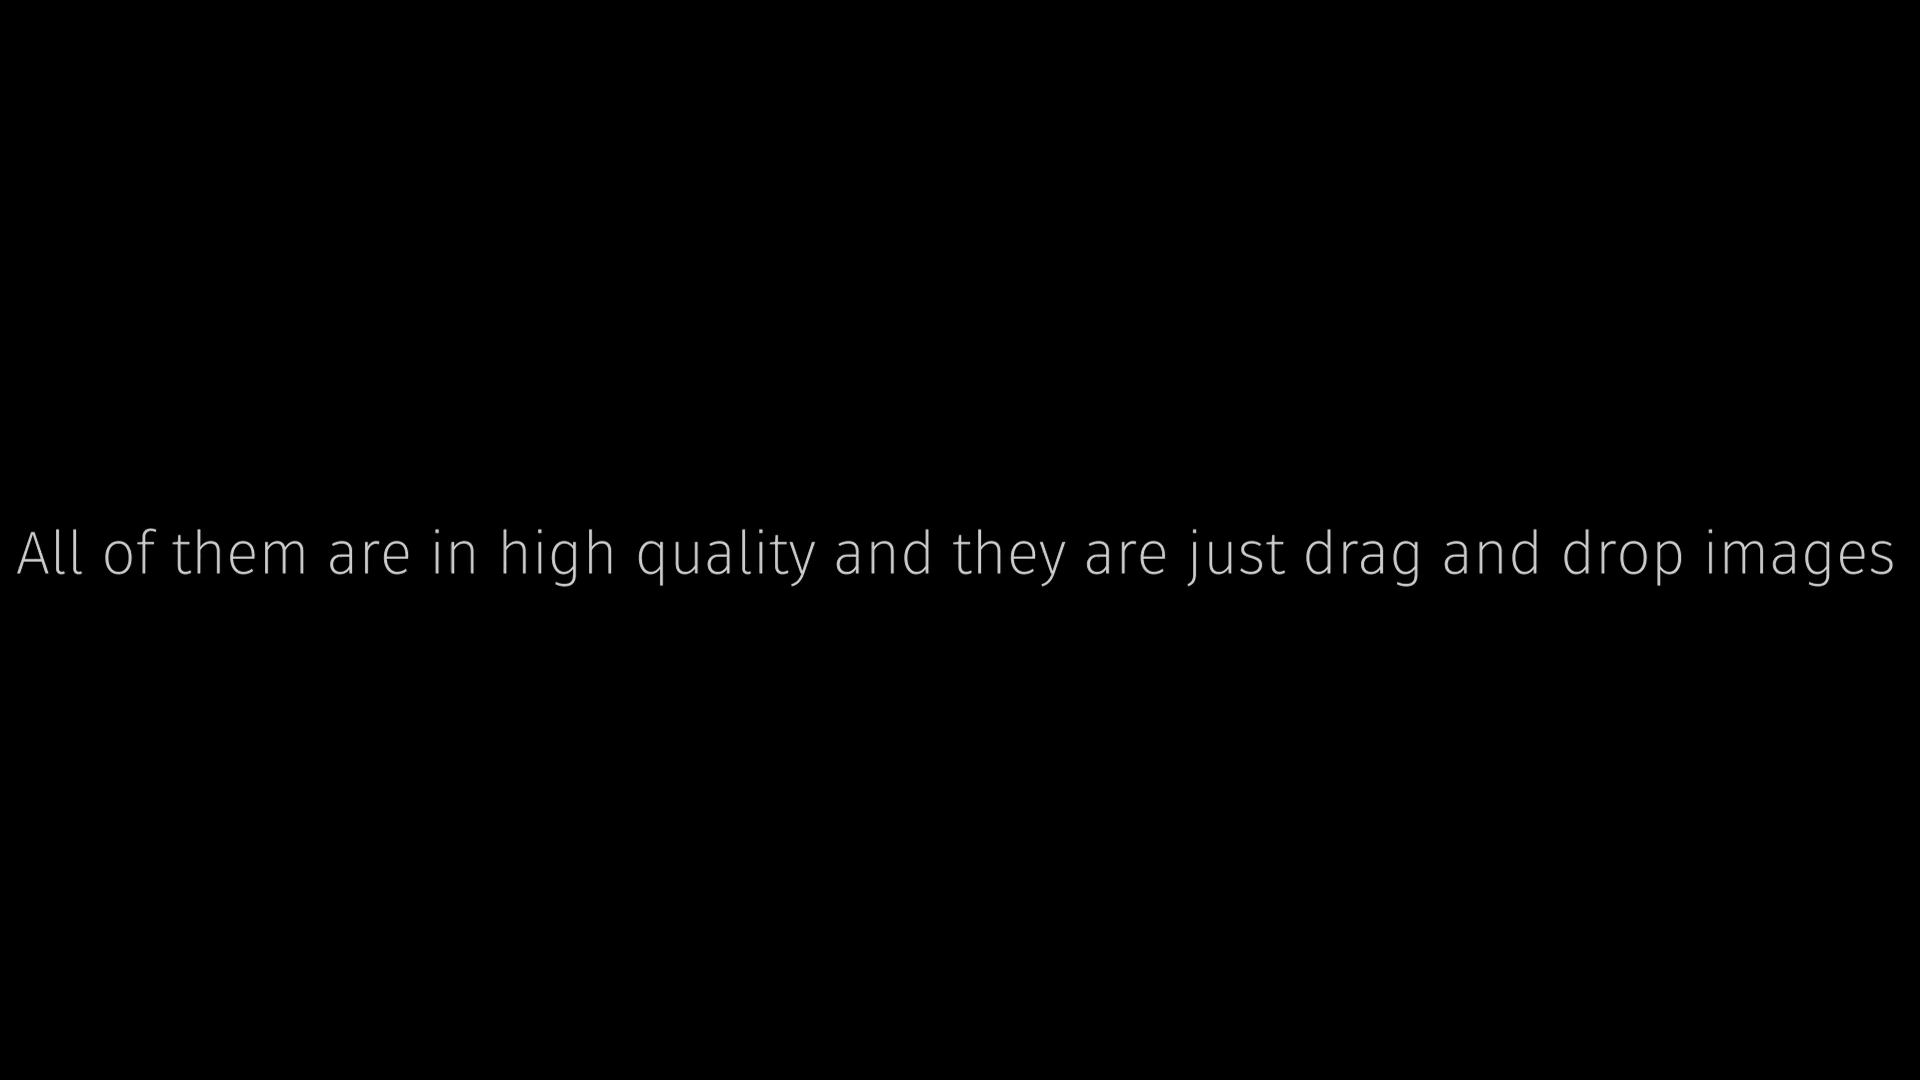 All of them are in high quality and they are just drag and drop images